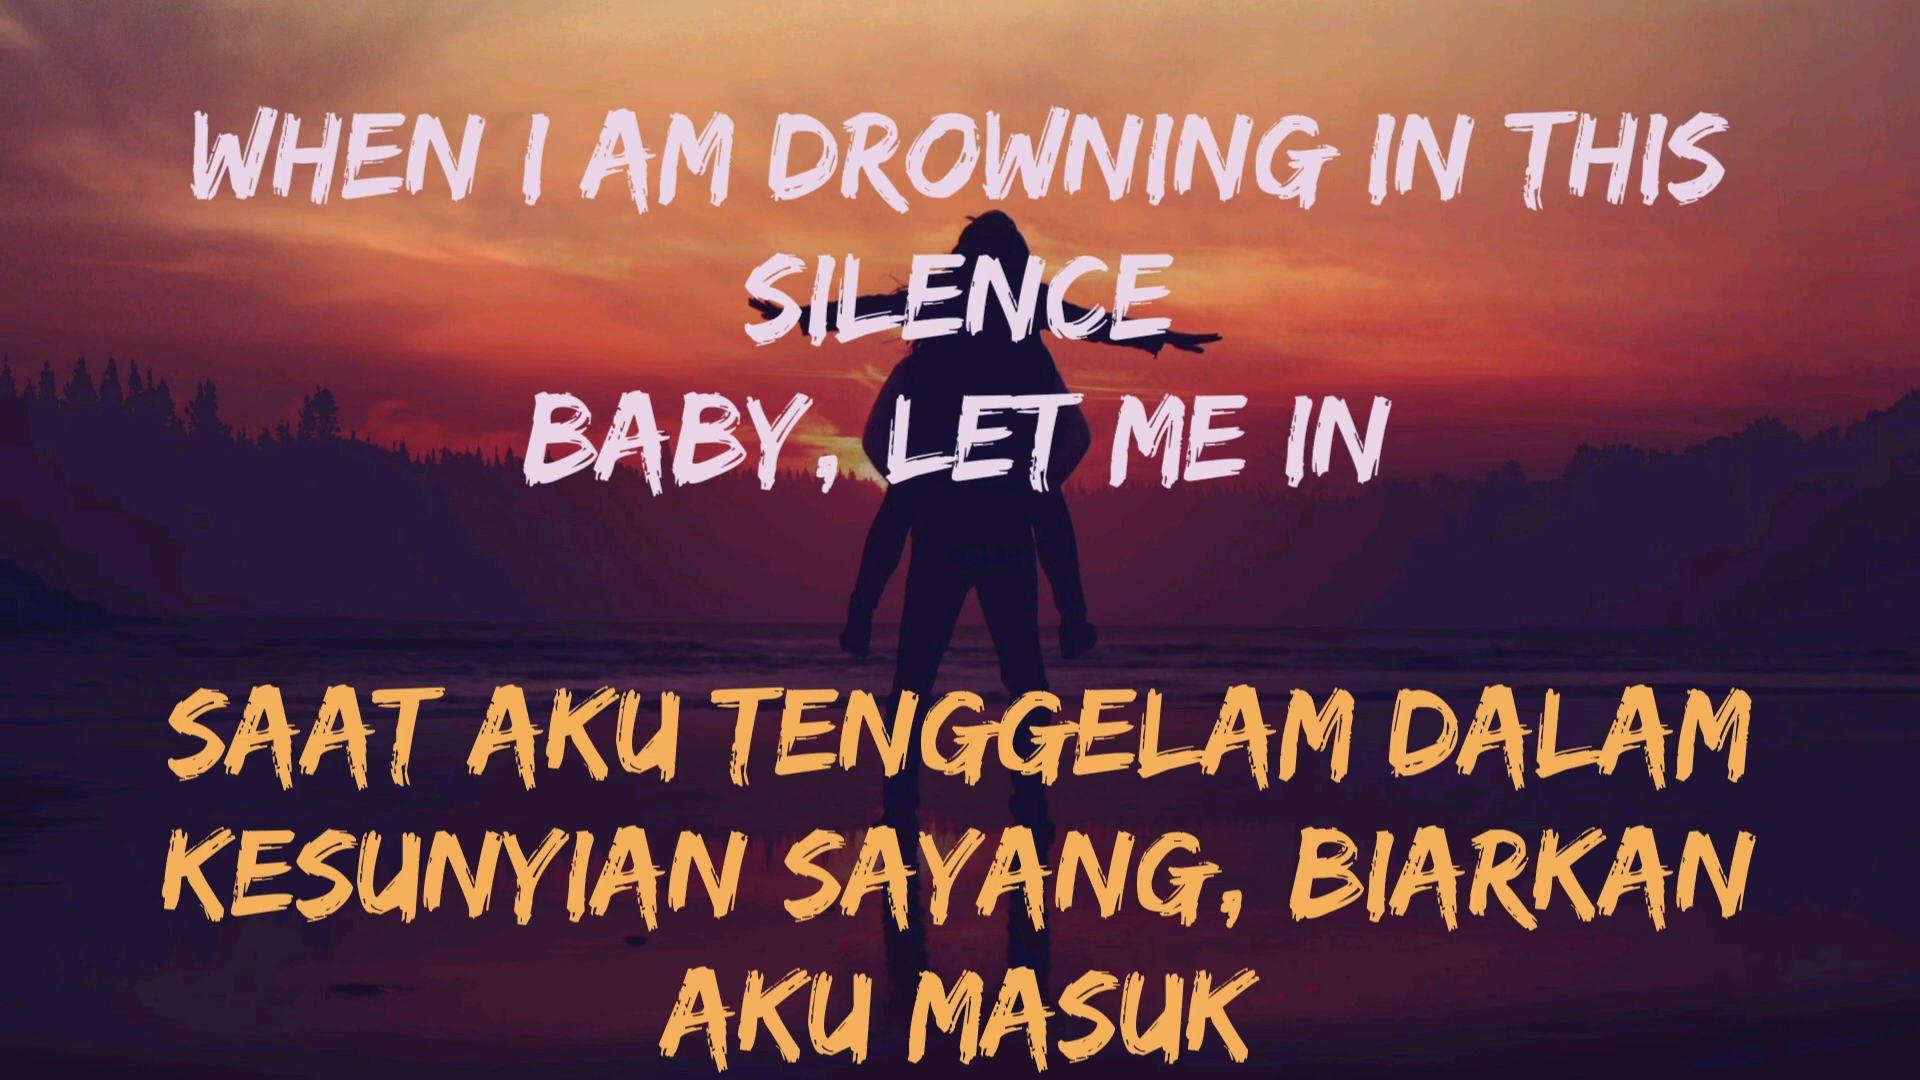 WHEN I AM DROWNING IN THIS
SILENCE
BABY, LET ME IN
SAAT AKU TENGGELAM DALAM
KESUNYIAN SAYANG, BIARKAN
AKU MASUK